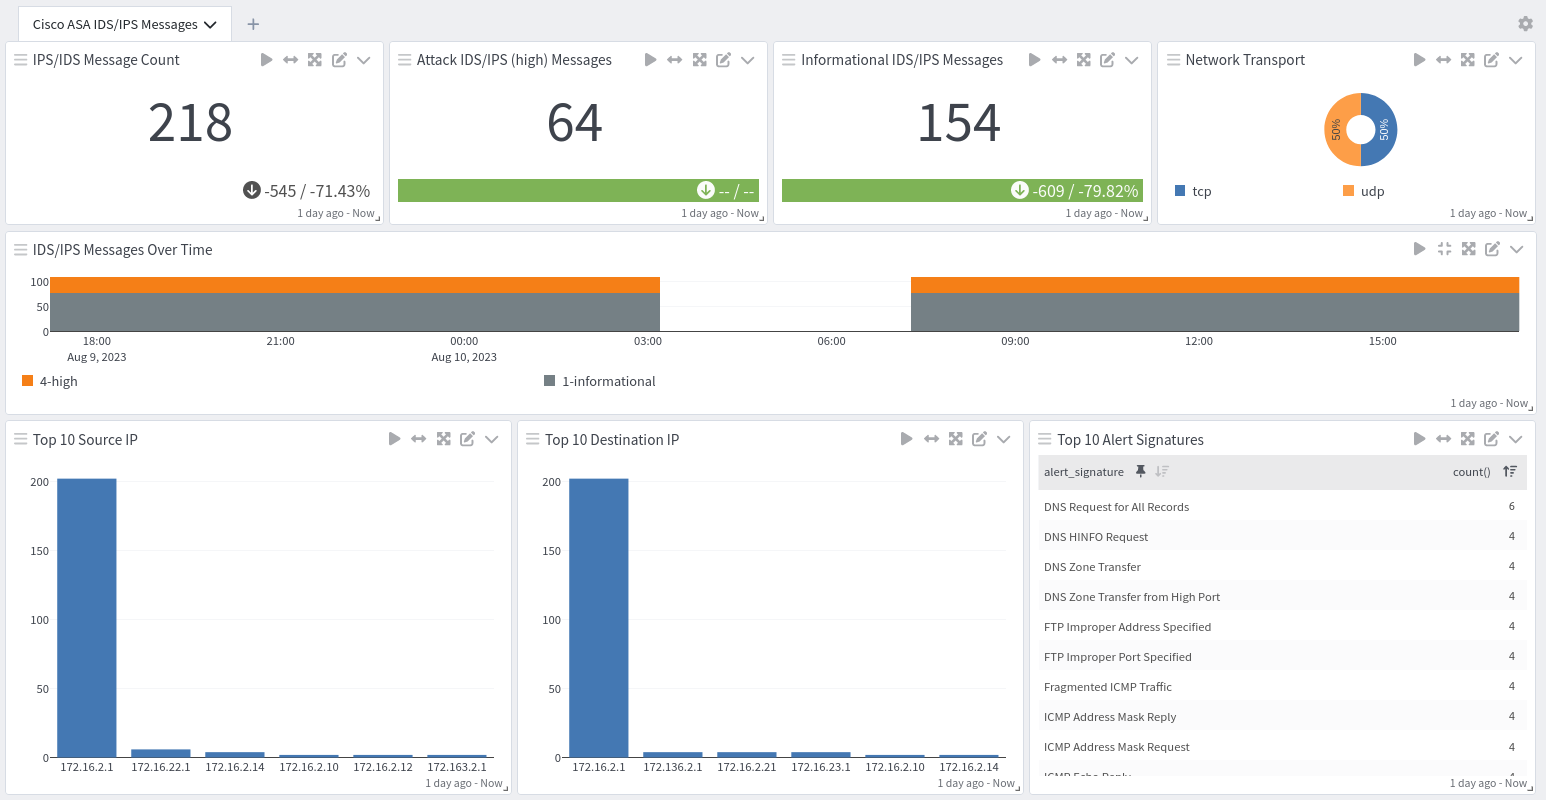 Cisco ASA IDS/IPS Messages
+
IPS/IDS Message Count
218
-545 / -71.43%
1 day ago - Now
Attack IDS/IPS (high) Messages
64
-- / --
1 day ago - Now
Informational IDS/IPS Messages
154
-609 / -79.82%
1 day ago - Now
Network Transport
50%
50%
tcp
udp
1 day ago - Now
IDS/IPS Messages Over Time
100
50
0
18:00 21:00 00:00 03:00 06:00 09:00 12:00 15:00
Aug 9, 2023 Aug 10, 2023
4-high
1-informational
1 day ago - Now
Top 10 Source IP
200
150
100
50
0
172.16.2.1 172.16.22.1 172.16.2.14 172.16.2.10 172.16.2.12 172.163.2.1
1 day ago - Now
Top 10 Destination IP
200
150
100
50
0
172.16.2.1 172.136.2.1 172.16.2.21 172.16.23.1 172.16.2.10 172.16.2.14
1 day ago - Now
Top 10 Alert Signatures
alert_signature count()
DNS Request for All Records 6
DNS HINFO Request 4
DNS Zone Transfer 4
DNS Zone Transfer from High Port 4
FTP Improper Address Specified 4
FTP Improper Port Specified 4
Fragmented ICMP Traffic 4
ICMP Address Mask Reply 4
ICMP Address Mask Request 4
ICMP Echo Reply 4
1 day ago - Now